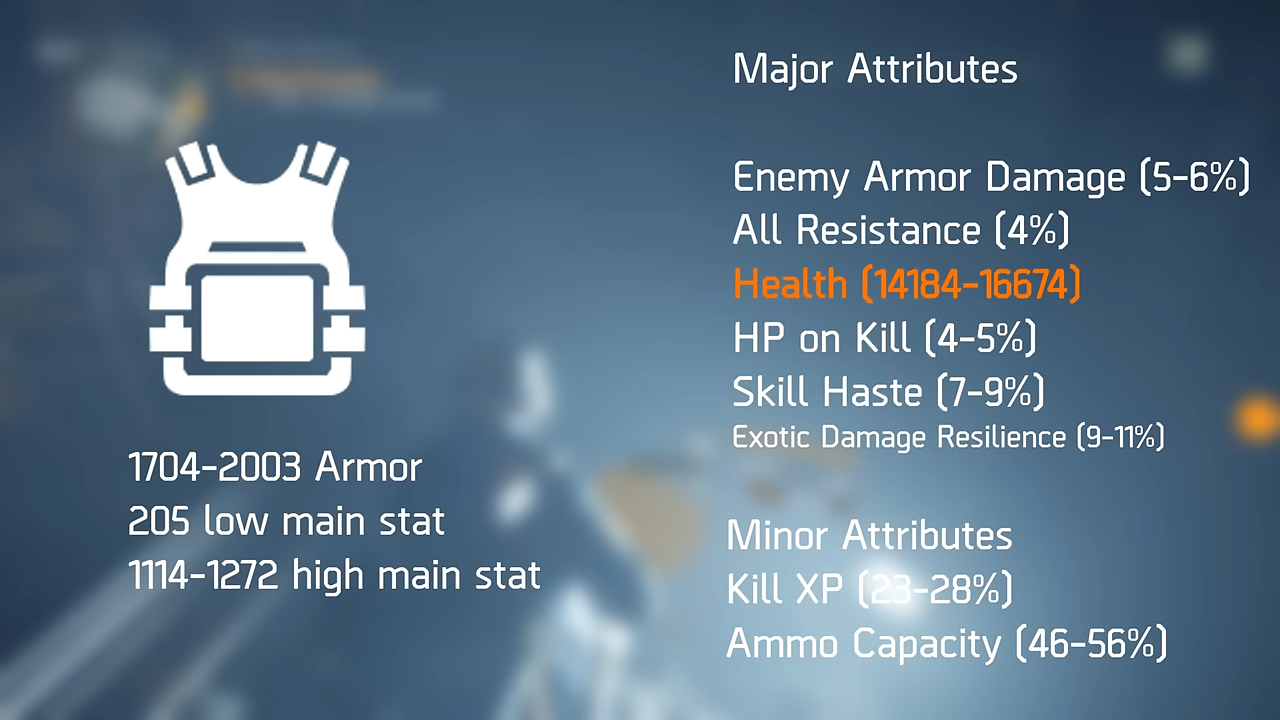 Major Attributes
Enemy Armor Damage (5-6%)
All Resistance (4%)
Health (14184-16674)
HP on Kill (4-5%)
Skill Haste (7-9%)
Exotic Damage Resilience (9-11%)
1704-2003 Armor
205 low main stat
1114-1272 high main stat
Minor Attributes
Kill XP (23-28%)
Ammo Capacity (46-56%)